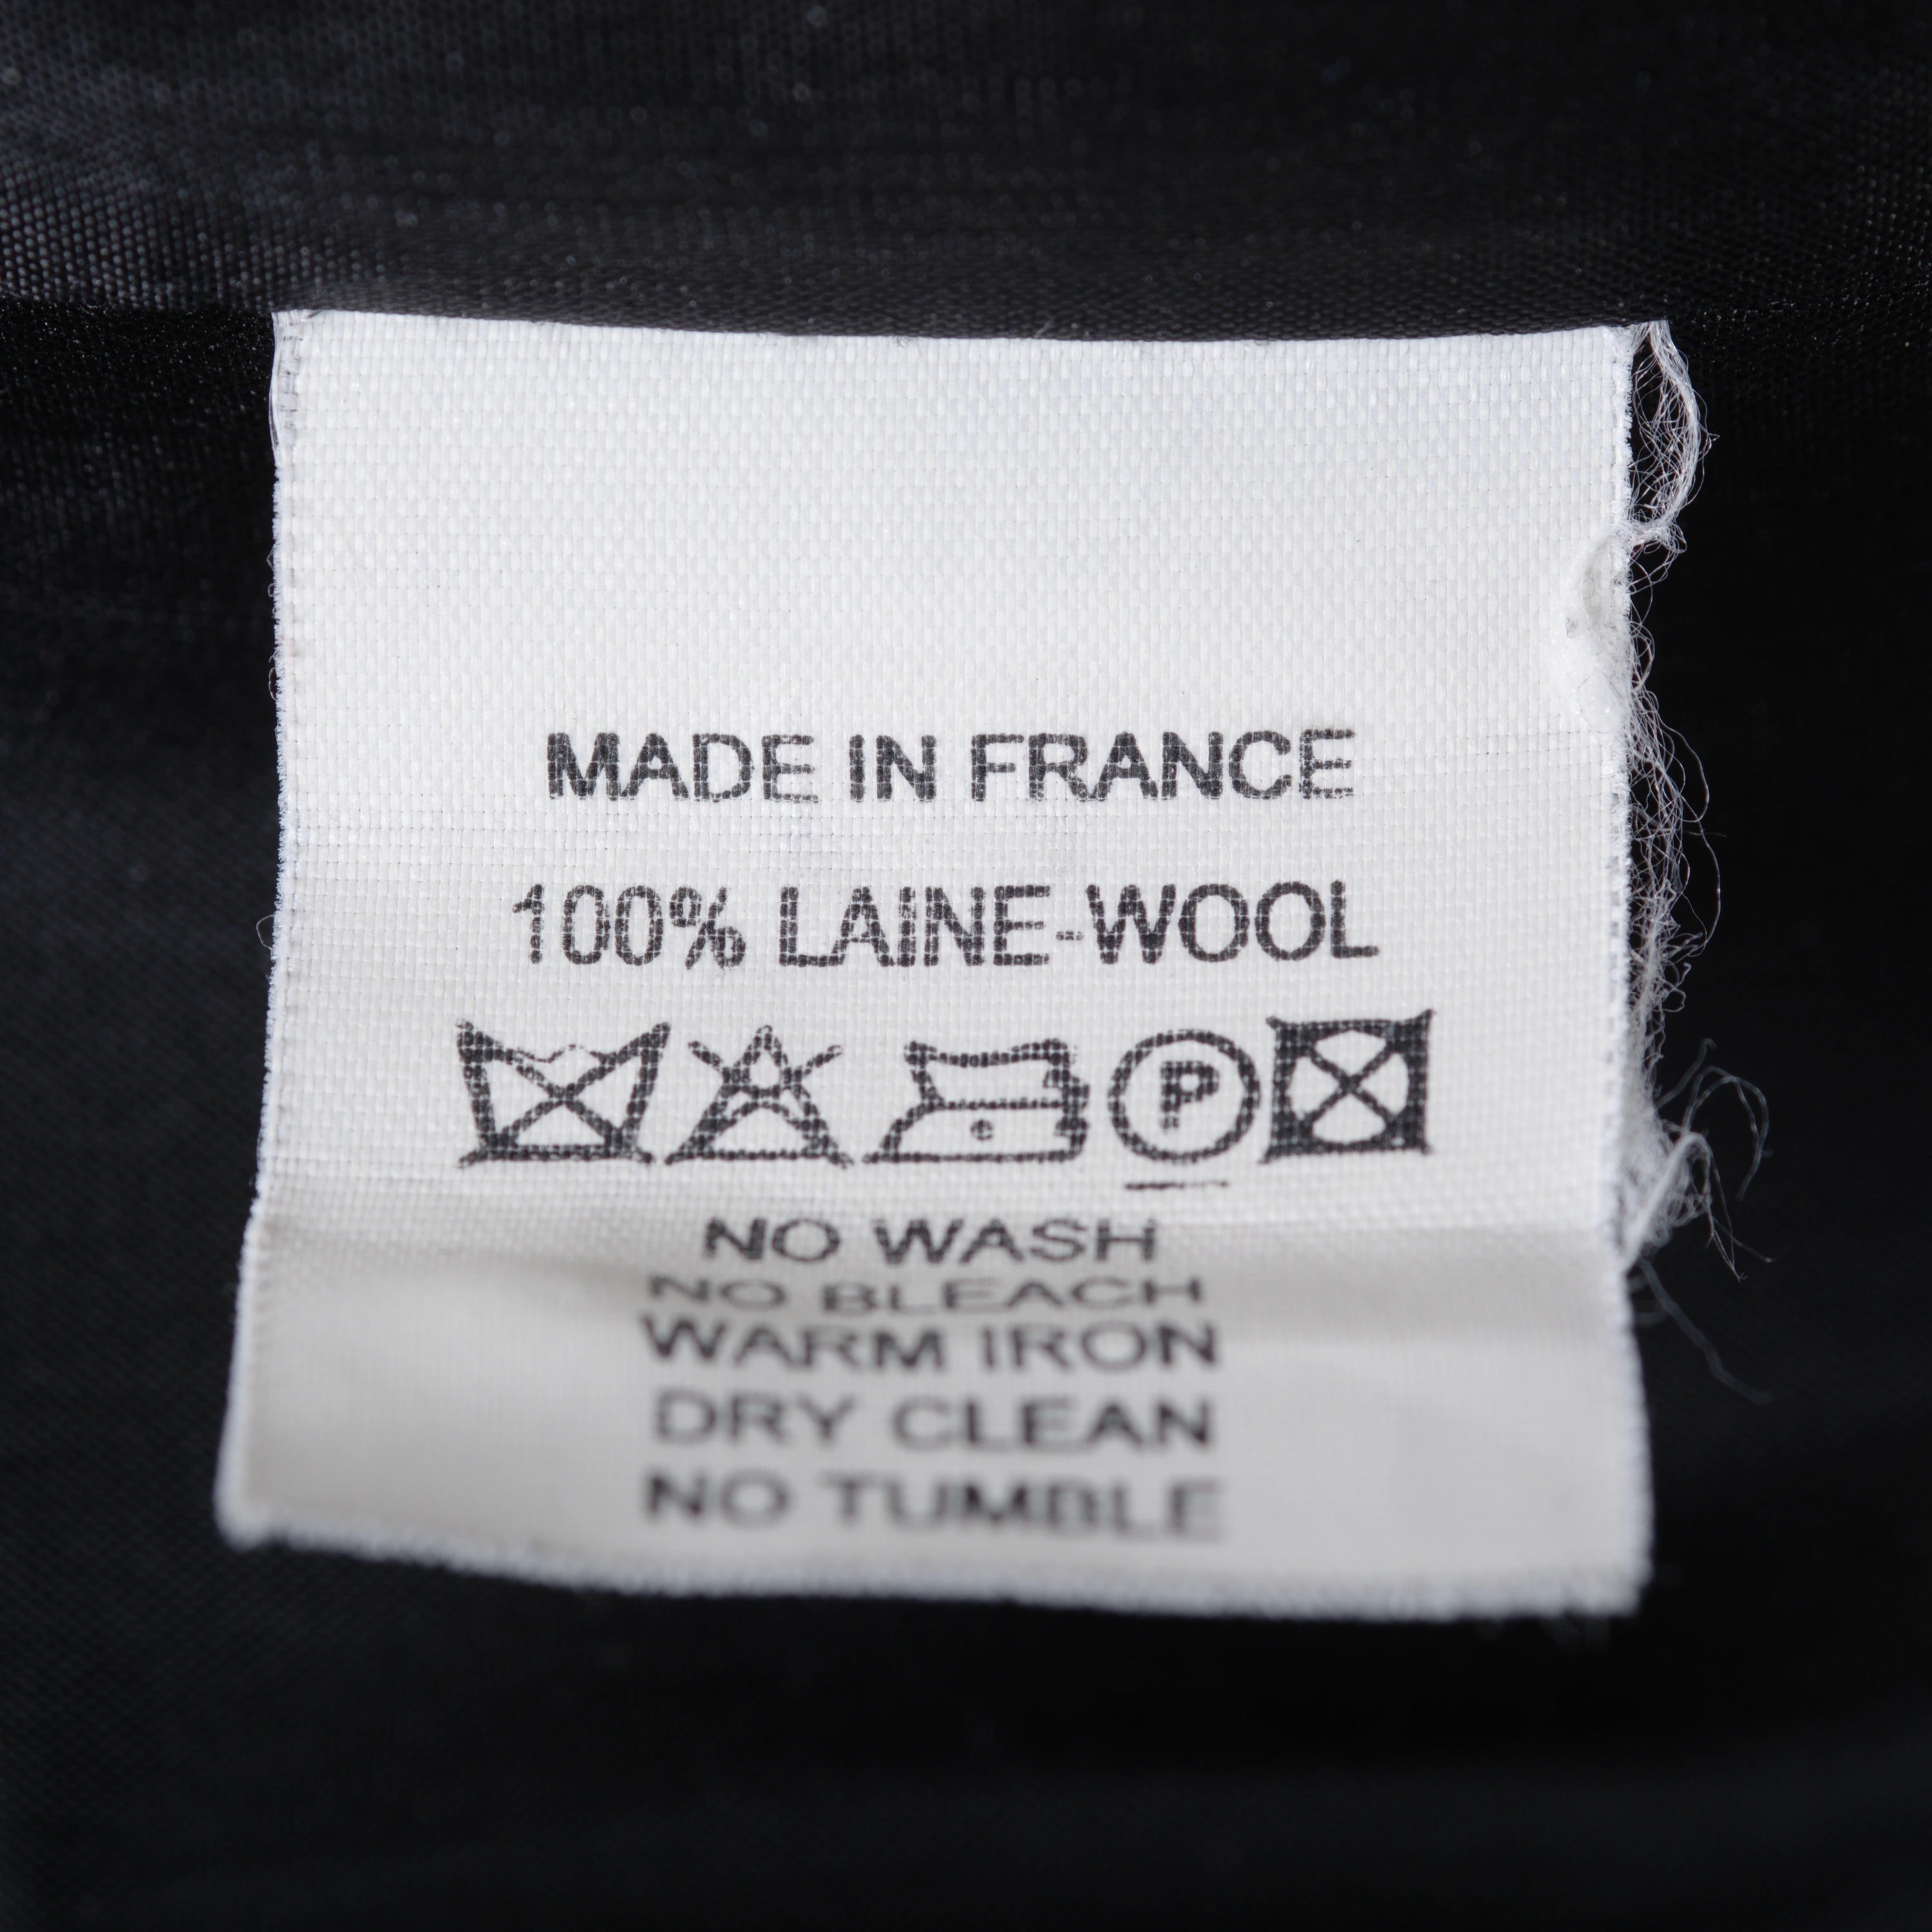 MADE IN FRANCE
100% LAINE-WOOL
P
NO WASH
NO BLEACH
WARM IRON
DRY CLEAN
NO TUMBLE